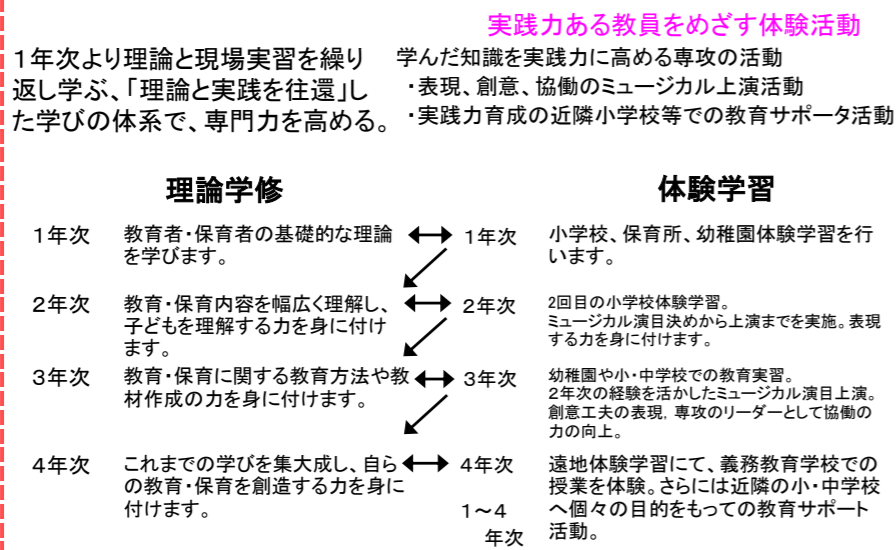 実践力ある教員をめざす体験活動
１年次より理論と現場実習を繰り
返し学ぶ、「理論と実践を往還」し
た学びの体系で、専門力を高める。
学んだ知識を実践力に高める専攻の活動
・表現、創意、協働のミュージカル上演活動
・実践力育成の近隣小学校等での教育サポータ活動
理論学修
体験学習
１年次
教育者・保育者の基礎的な理論
を学びます。
１年次
小学校、保育所、幼稚園体験学習を行
います。
２年次
教育・保育内容を幅広く理解し、
子どもを理解する力を身に付け
ます。
２年次
2回目の小学校体験学習。
ミュージカル演目決めから上演までを実施。表現
する力を身に付けます。
３年次
教育・保育に関する教育方法や教
材作成の力を身に付けます。
３年次
幼稚園や小・中学校での教育実習。
２年次の経験を活かしたミュージカル演目上演。
創意工夫の表現, 専攻のリーダーとして協働の
力の向上。
４年次
これまでの学びを集大成し、自ら
の教育・保育を創造する力を身に
付けます。
４年次
１～４
年次
遠地体験学習にて、義務教育学校での
授業を体験。さらには近隣の小・中学校
へ個々の目的をもっての教育サポート
活動。